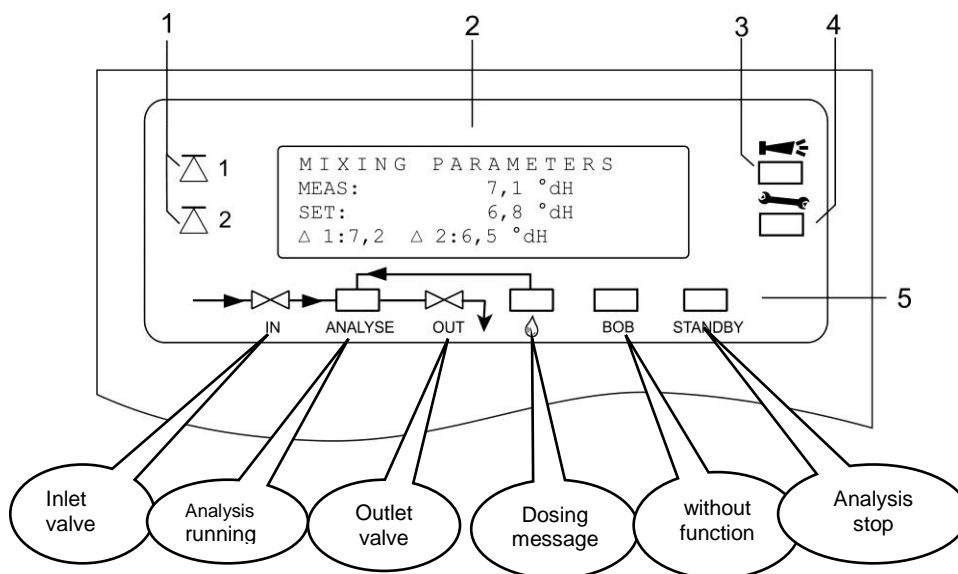 1
2
3
4
1
2
MIXING PARAMETERS
MEAS: 7,1 °dH
SET: 6,8 °dH
△ 1:7,2 △ 2:6,5 °dH
5
IN
ANALYSE
OUT
BOB
STANDBY
Inlet
valve
Analysis
running
Outlet
valve
Dosing
message
without
function
Analysis
stop